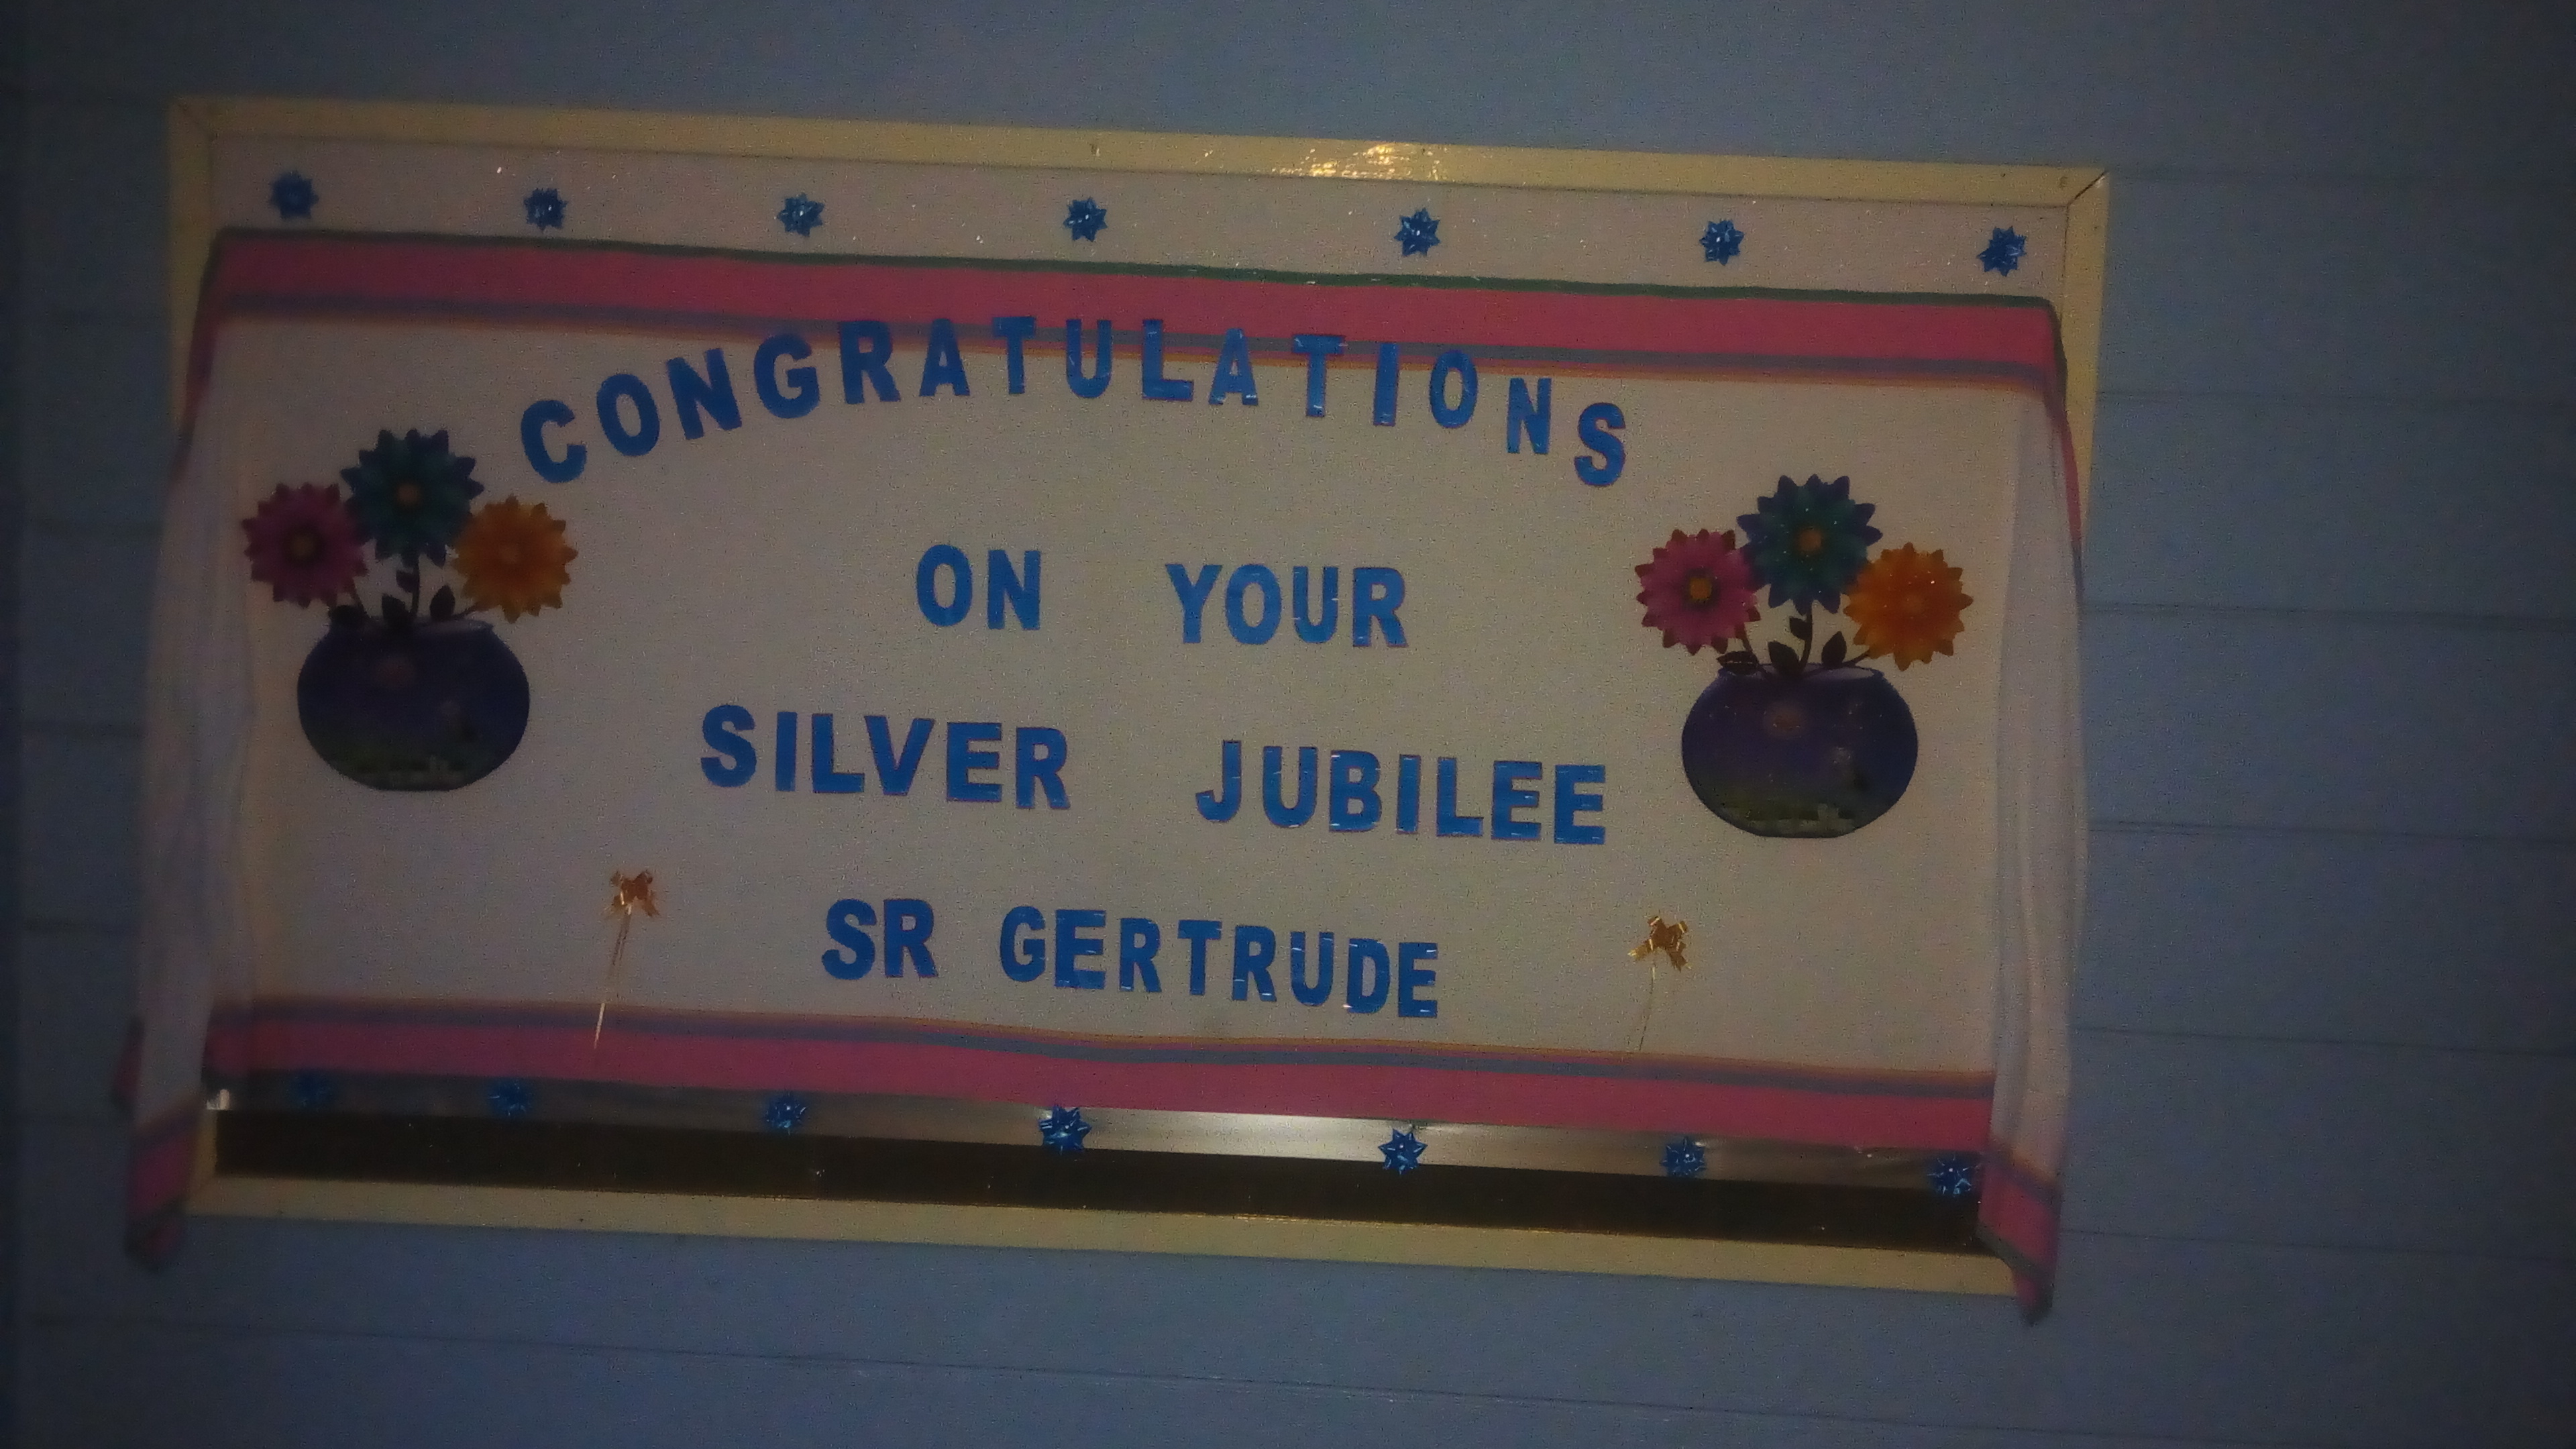 CONGRATULATIONS
ON YOUR
SILVER JUBILEE
SR GERTRUDE